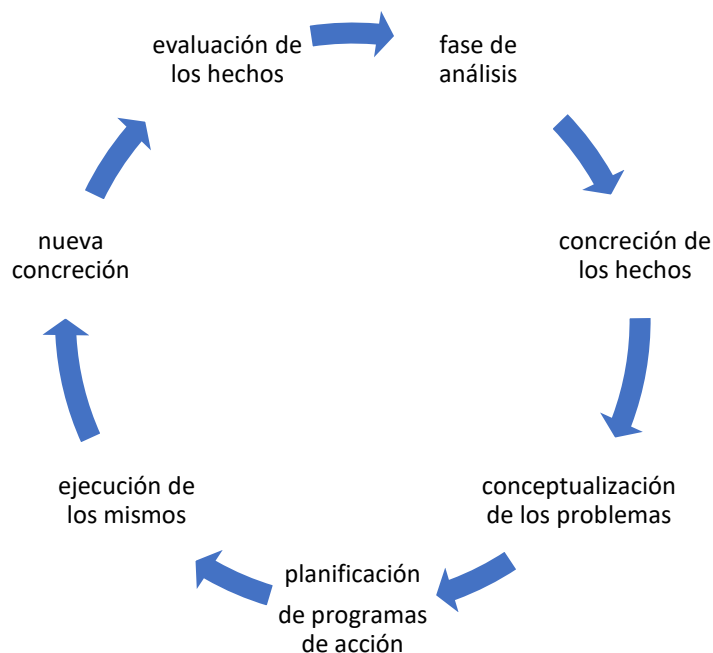 evaluación de
los hechos
fase de
análisis
concreción de
los hechos
conceptualización
de los problemas
planificación
de programas
de acción
ejecución de
los mismos
nueva
concreción